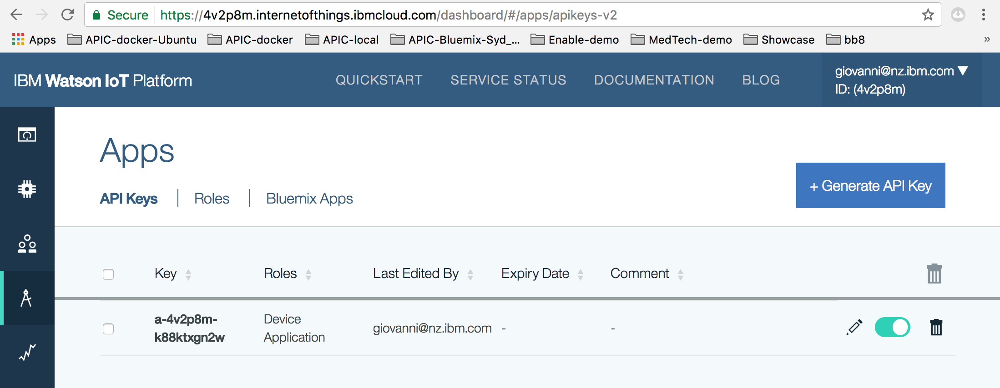 Secure https://4v2p8m.internetofthings.ibmcloud.com/dashboard/#/apps/apikeys-v2
Apps APIC-docker-Ubuntu APIC-docker APIC-local APIC-Bluemix-Syd_... Enable-demo MedTech-demo Showcase bb8 »
IBM Watson IoT Platform QUICKSTART SERVICE STATUS DOCUMENTATION BLOG
giovanni@nz.ibm.com ▼
ID: (4v2p8m)
Apps
API Keys | Roles | Bluemix Apps
+ Generate API Key
Key Roles Last Edited By Expiry Date Comment
a-4v2p8m-
k88ktxgn2w
Device
Application
giovanni@nz.ibm.com - -